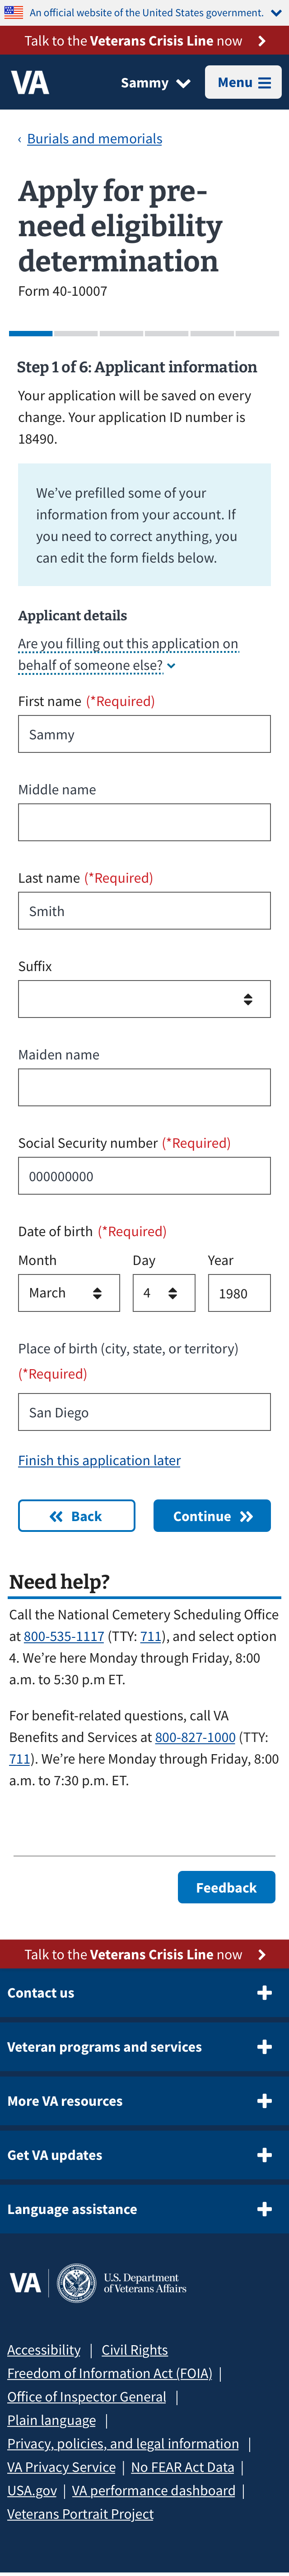 An official website of the United States government.
Talk to the Veterans Crisis Line now
VA
Sammy
Menu
‹ Burials and memorials
Apply for pre-
need eligibility
determination
Form 40-10007
Step 1 of 6: Applicant information
Your application will be saved on every
change. Your application ID number is
18490.
We’ve prefilled some of your
information from your account. If
you need to correct anything, you
can edit the form fields below.
Applicant details
Are you filling out this application on
behalf of someone else?
First name (*Required)
Sammy
Middle name
Last name (*Required)
Smith
Suffix
Maiden name
Social Security number (*Required)
000000000
Date of birth (*Required)
Month Day Year
March 4 1980
Place of birth (city, state, or territory)
(*Required)
San Diego
Finish this application later
Back
Continue
Need help?
Call the National Cemetery Scheduling Office
at 800-535-1117 (TTY: 711), and select option
4. We’re here Monday through Friday, 8:00
a.m. to 5:30 p.m ET.
For benefit-related questions, call VA
Benefits and Services at 800-827-1000 (TTY:
711). We’re here Monday through Friday, 8:00
a.m. to 7:30 p.m. ET.
Feedback
Talk to the Veterans Crisis Line now
Contact us
Veteran programs and services
More VA resources
Get VA updates
Language assistance
VA
U.S. Department
of Veterans Affairs
Accessibility | Civil Rights
Freedom of Information Act (FOIA) |
Office of Inspector General |
Plain language |
Privacy, policies, and legal information |
VA Privacy Service | No FEAR Act Data |
USA.gov | VA performance dashboard |
Veterans Portrait Project